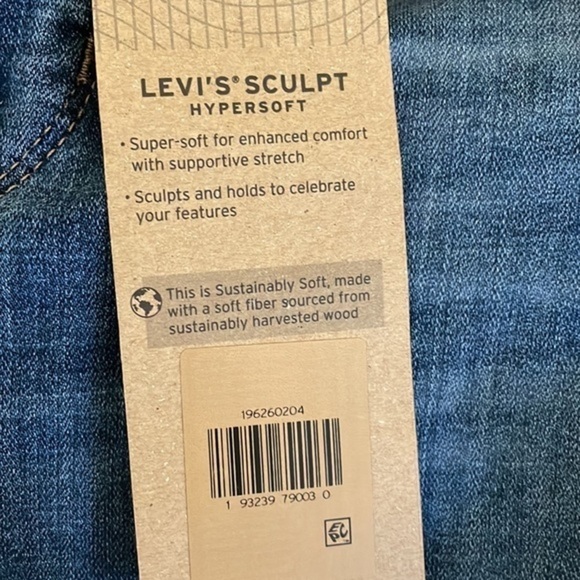 LEVI'S® SCULPT
HYPERSOFT
• Super-soft for enhanced comfort
with supportive stretch
• Sculpts and holds to celebrate
your features
This is Sustainably Soft, made
with a soft fiber sourced from
sustainably harvested wood
196260204
1 93239 79003 0
EPC